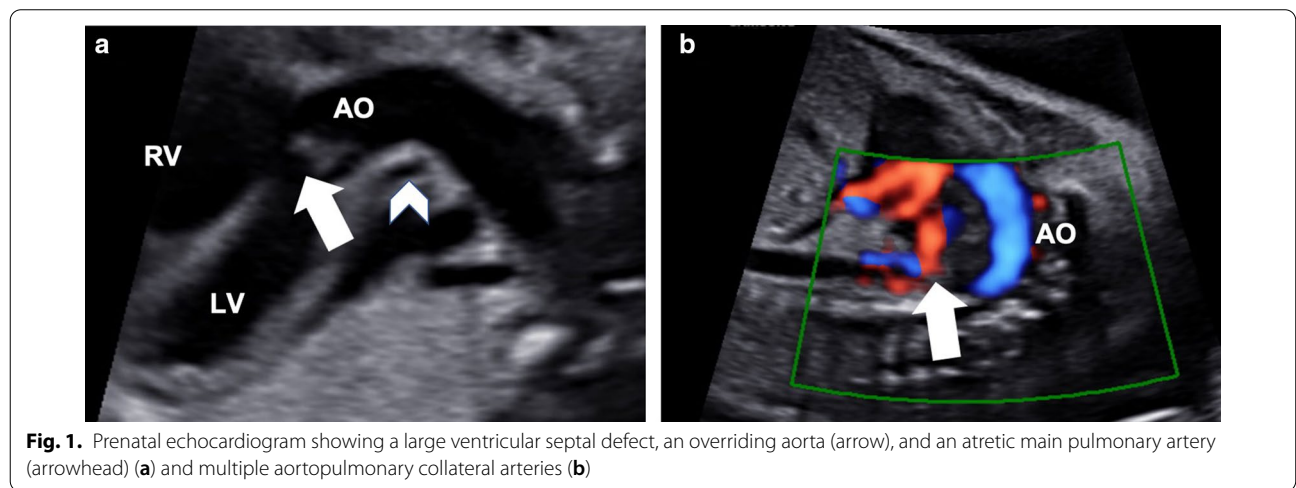 a
AO
RV
LV
b
AO
Fig. 1. Prenatal echocardiogram showing a large ventricular septal defect, an overriding aorta (arrow), and an atretic main pulmonary artery
(arrowhead) (a) and multiple aortopulmonary collateral arteries (b)